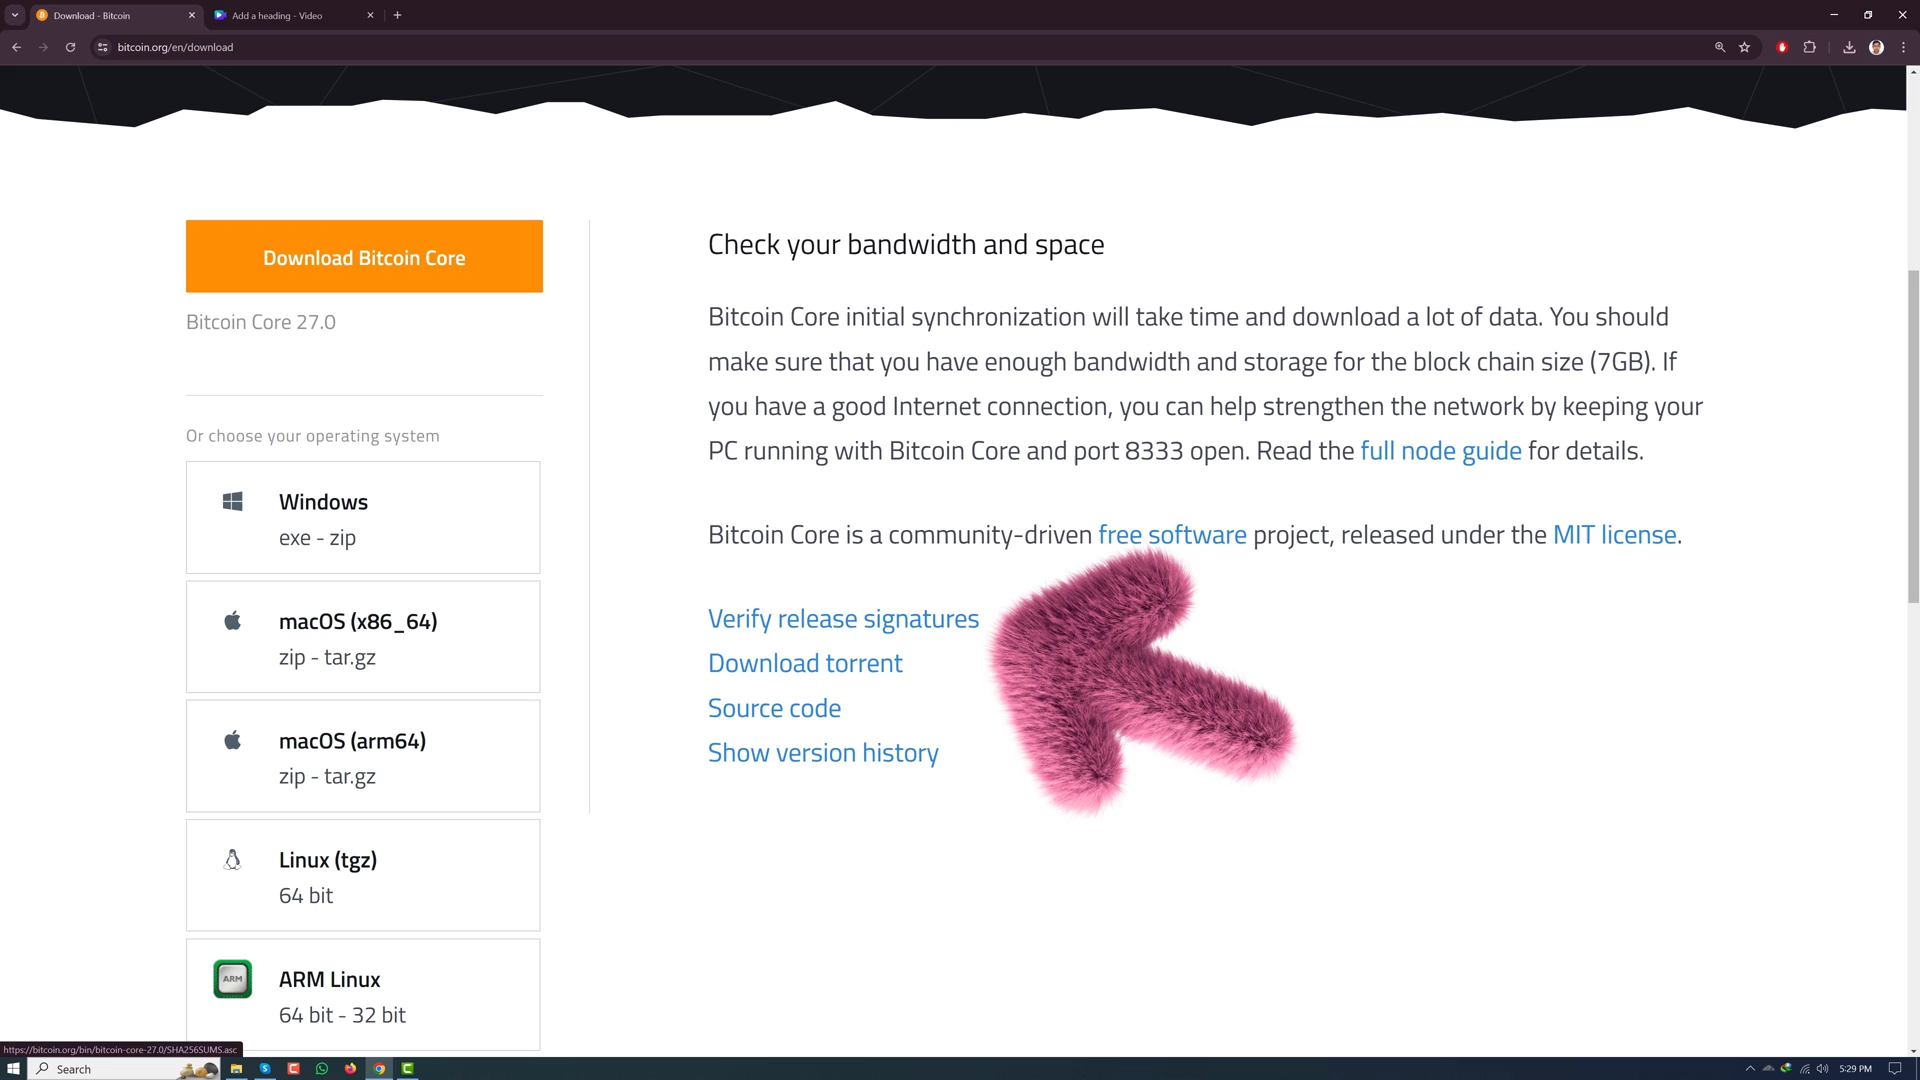 Download - Bitcoin
Add a heading - Video
bitcoin.org/en/download
Download Bitcoin Core
Bitcoin Core 27.0
Or choose your operating system
Windows
exe - zip
macOS (x86_64)
zip - tar.gz
macOS (arm64)
zip - tar.gz
Linux (tgz)
64 bit
ARM
ARM Linux
64 bit - 32 bit
Check your bandwidth and space
Bitcoin Core initial synchronization will take time and download a lot of data. You should
make sure that you have enough bandwidth and storage for the block chain size (7GB). If
you have a good Internet connection, you can help strengthen the network by keeping your
PC running with Bitcoin Core and port 8333 open. Read the full node guide for details.
Bitcoin Core is a community-driven free software project, released under the MIT license.
Verify release signatures
Download torrent
Source code
Show version history
https://bitcoin.org/bin/bitcoin-core-27.0/SHA256SUMS.asc
Search
5:29 PM